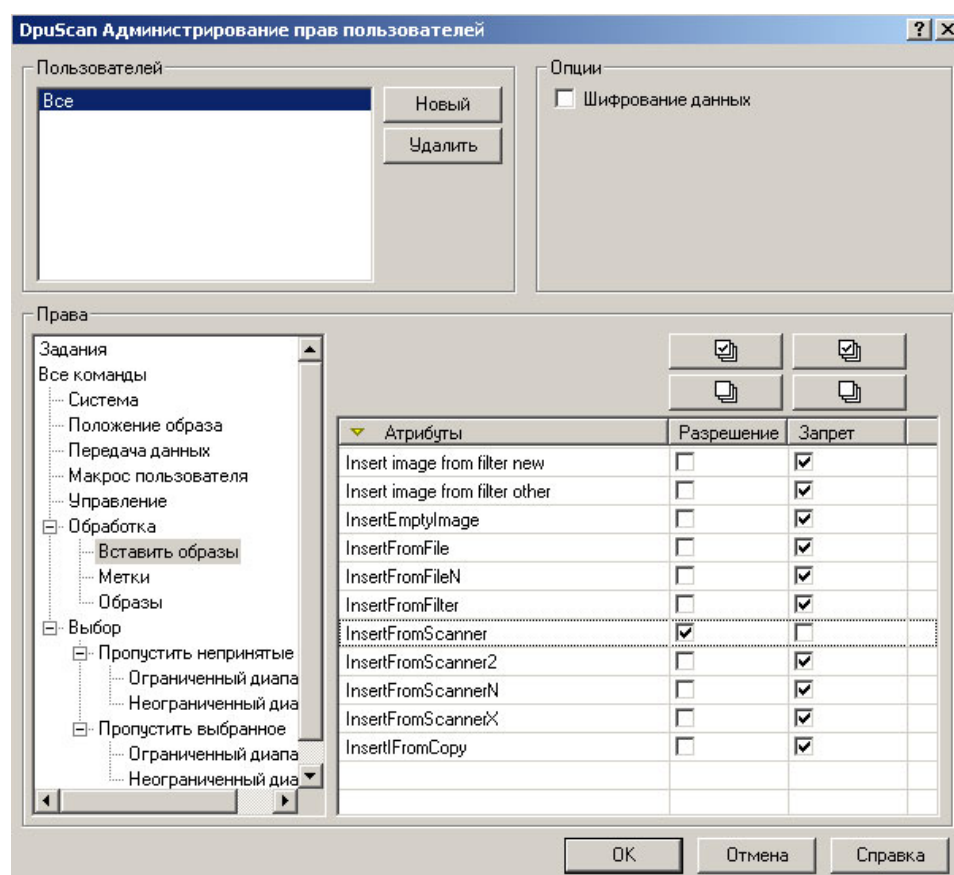 DpuScan Администрирование прав пользователей
Пользователей
Все
Новый
Удалить
Опции
Шифрование данных
Права
Задания
Все команды
Система
Положение образа
Передача данных
Макрос пользователя
Управление
Обработка
Вставить образы
Метки
Образы
Выбор
Пропустить непринятые
Ограниченный диапа
Неограниченный диа
Пропустить выбранное
Ограниченный диапа
Неограниченный диа
Атрибуты Разрешение Запрет
Insert image from filter new
Insert image from filter other
InsertEmptyImage
InsertFromFile
InsertFromFileN
InsertFromFilter
InsertFromScanner
InsertFromScanner2
InsertFromScannerN
InsertFromScannerX
InsertIFromCopy
OK Отмена Справка